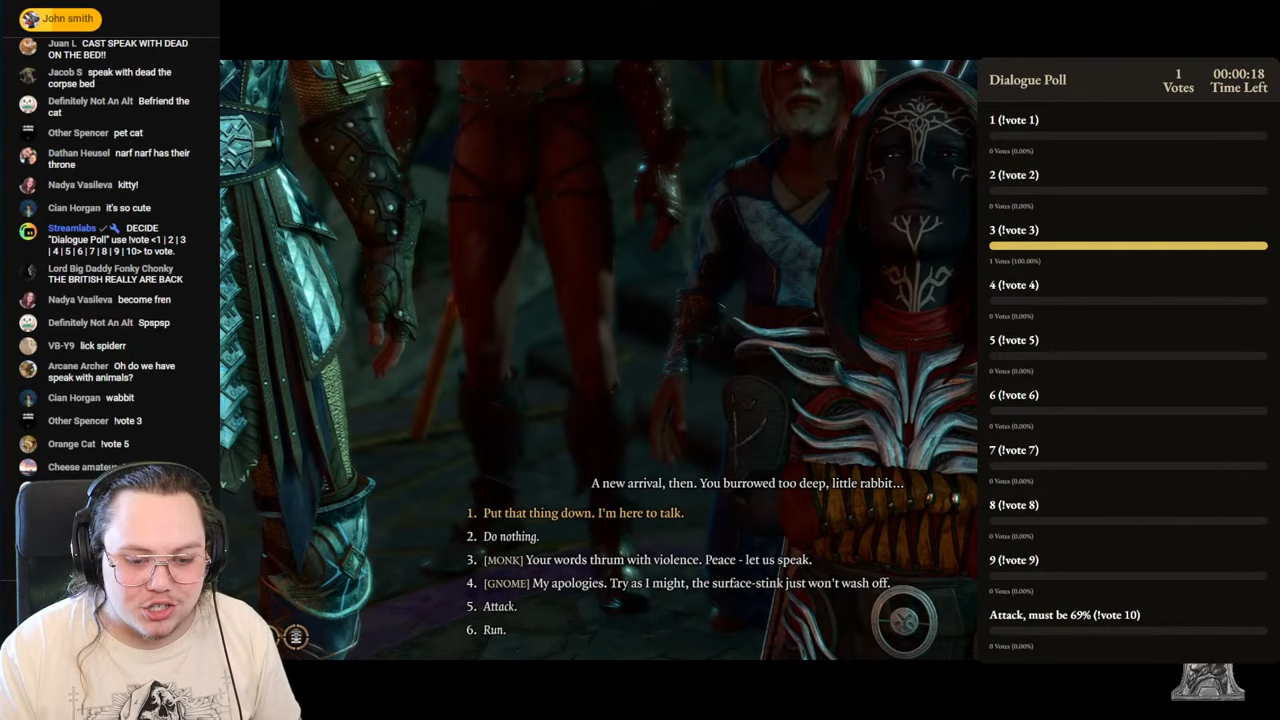 John smith
Juan L CAST SPEAK WITH DEAD
ON THE BED!!
Jacob S speak with dead the
corpse bed
Definitely Not An Alt Befriend the
cat
Other Spencer pet cat
Dathan Heusel narf narf has their
throne
Nadya Vasileva kitty!
Cian Horgan it's so cute
Streamlabs DECIDE
"Dialogue Poll" use !vote <1 | 2 | 3
| 4 | 5 | 6 | 7 | 8 | 9 | 10> to vote.
Lord Big Daddy Fonky Chonky
THE BRITISH REALLY ARE BACK
Nadya Vasileva become fren
Definitely Not An Alt Spspsp
VB-Y9 lick spiderr
Arcane Archer Oh do we have
speak with animals?
Cian Horgan wabbit
Other Spencer !vote 3
Orange Cat !vote 5
Cheese amateur
A new arrival, then. You burrowed too deep, little rabbit...
1. Put that thing down. I'm here to talk.
2. Do nothing.
3. [MONK] Your words thrum with violence. Peace - let us speak.
4. [GNOME] My apologies. Try as I might, the surface-stink just won't wash off.
5. Attack.
6. Run.
Dialogue Poll
1
Votes
00:00:18
Time Left
1 (!vote 1)
0 Votes (0.00%)
2 (!vote 2)
0 Votes (0.00%)
3 (!vote 3)
1 Votes (100.00%)
4 (!vote 4)
0 Votes (0.00%)
5 (!vote 5)
0 Votes (0.00%)
6 (!vote 6)
0 Votes (0.00%)
7 (!vote 7)
0 Votes (0.00%)
8 (!vote 8)
0 Votes (0.00%)
9 (!vote 9)
0 Votes (0.00%)
Attack, must be 69% (!vote 10)
0 Votes (0.00%)